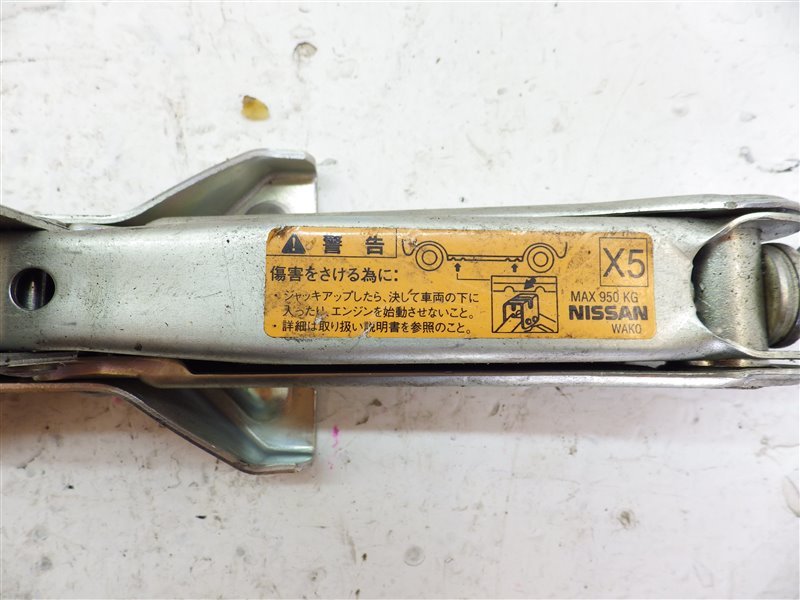 警告
傷害をさける為に:
・ジャッキアップしたら、決して車両の下に
入ったり、エンジンを始動させないこと。
・詳細は取り扱い説明書を参照のこと。
X5
MAX 950 KG
NISSAN
WAKO